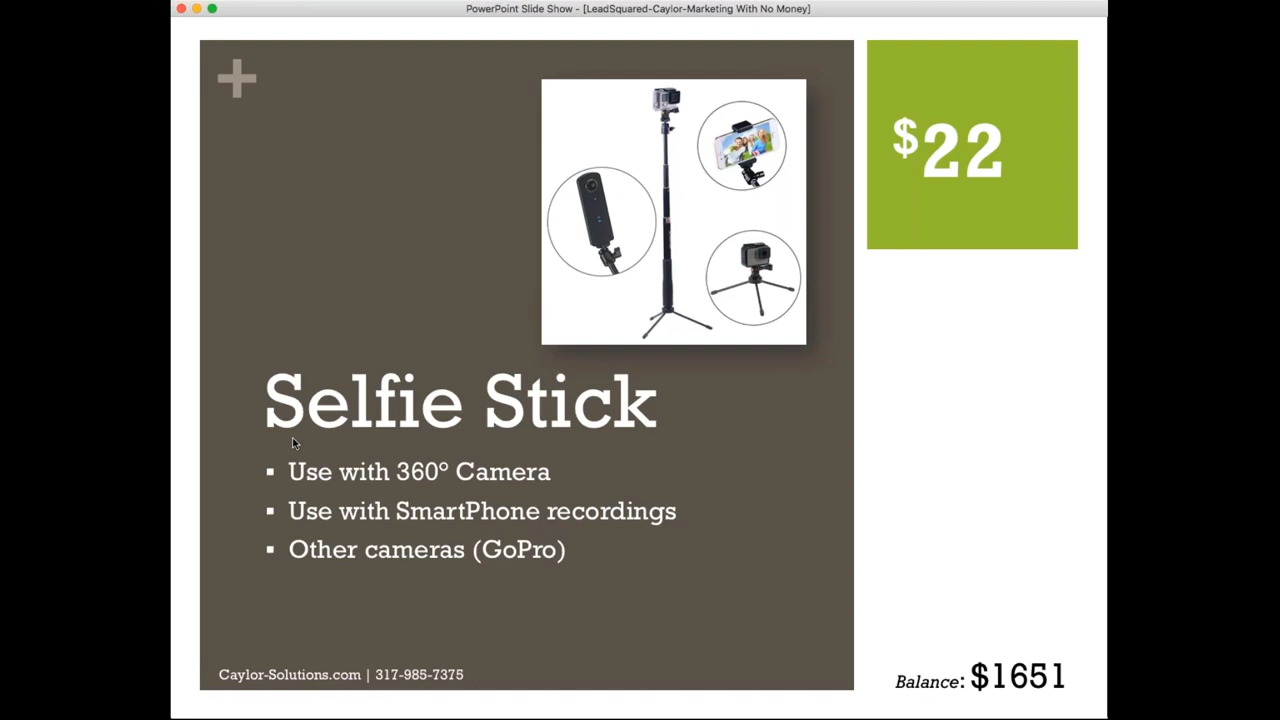 PowerPoint Slide Show - [LeadSquared-Caylor-Marketing With No Money]
+
$22
Selfie Stick
▪ Use with 360° Camera
▪ Use with SmartPhone recordings
▪ Other cameras (GoPro)
Caylor-Solutions.com | 317-985-7375
Balance: $1651